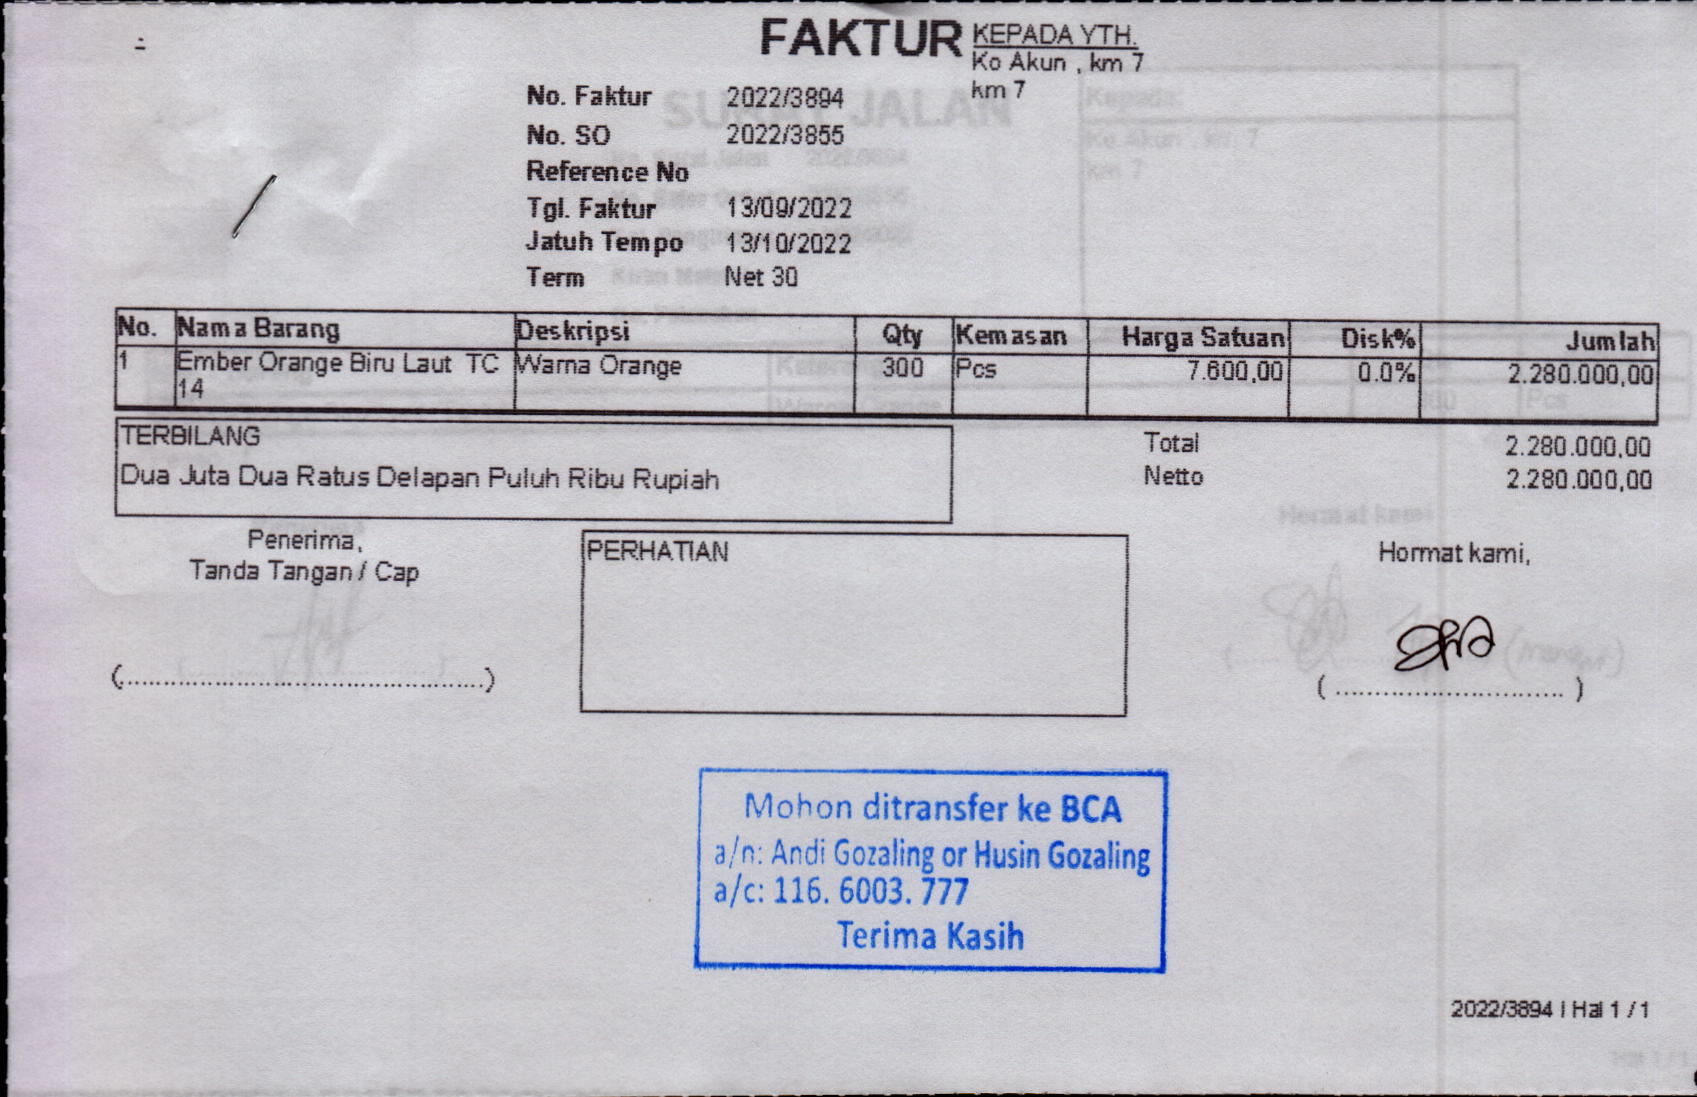 FAKTUR
KEPADA YTH.
Ko Akun , km 7
km 7
No. Faktur 2022/3894
No. SO 2022/3855
Reference No
Tgl. Faktur 13/09/2022
Jatuh Tempo 13/10/2022
Term Net 30
No. Nama Barang Deskripsi Qty Kemasan Harga Satuan Disk% Jumlah
1 Ember Orange Biru Laut TC Warna Orange 300 Pcs 7.600,00 0.0% 2.280.000,00
14
TERBILANG
Dua Juta Dua Ratus Delapan Puluh Ribu Rupiah
Total 2.280.000,00
Netto 2.280.000,00
Penerima,
Tanda Tangan / Cap
PERHATIAN
Hormat kami,
(..........................................................)
( ............................ )
Mohon ditransfer ke BCA
a/n: Andi Gozaling or Husin Gozaling
a/c: 116. 6003. 777
Terima Kasih
2022/3894 | Hal 1 / 1